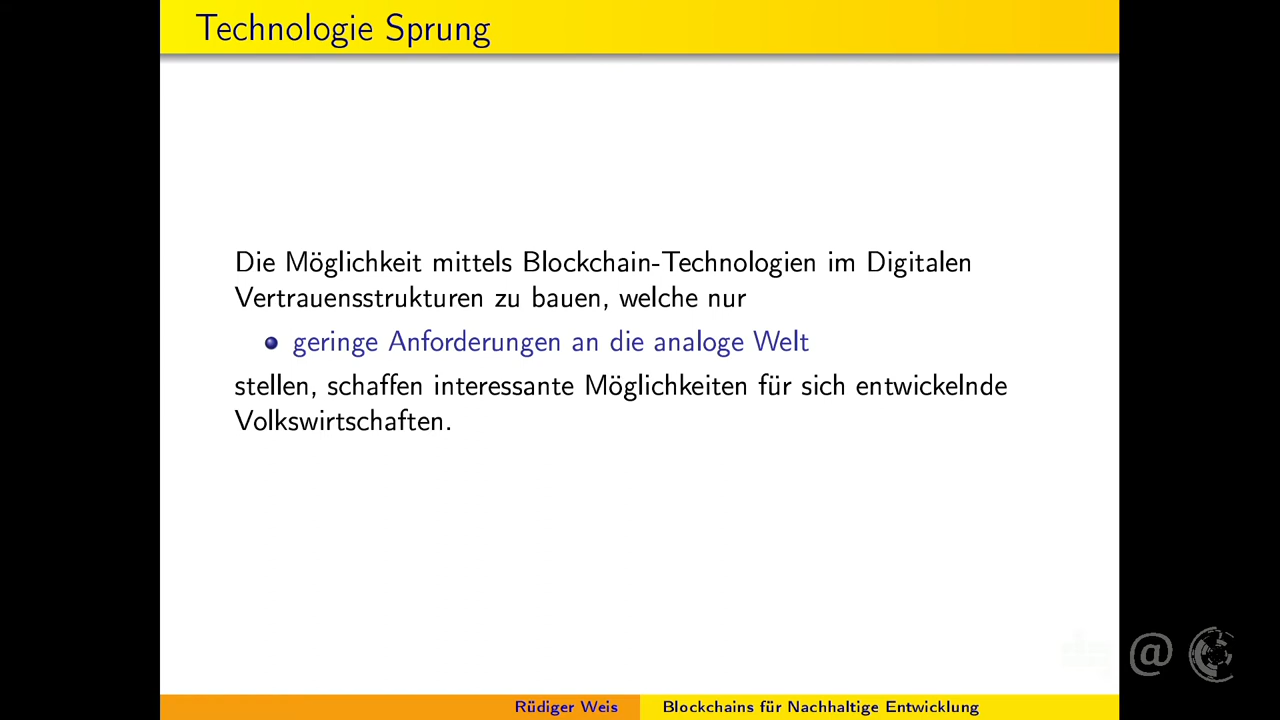 Technologie Sprung
Die Möglichkeit mittels Blockchain-Technologien im Digitalen
Vertrauensstrukturen zu bauen, welche nur
geringe Anforderungen an die analoge Welt
stellen, schaffen interessante Möglichkeiten für sich entwickelnde
Volkswirtschaften.
@
Rüdiger Weis
Blockchains für Nachhaltige Entwicklung